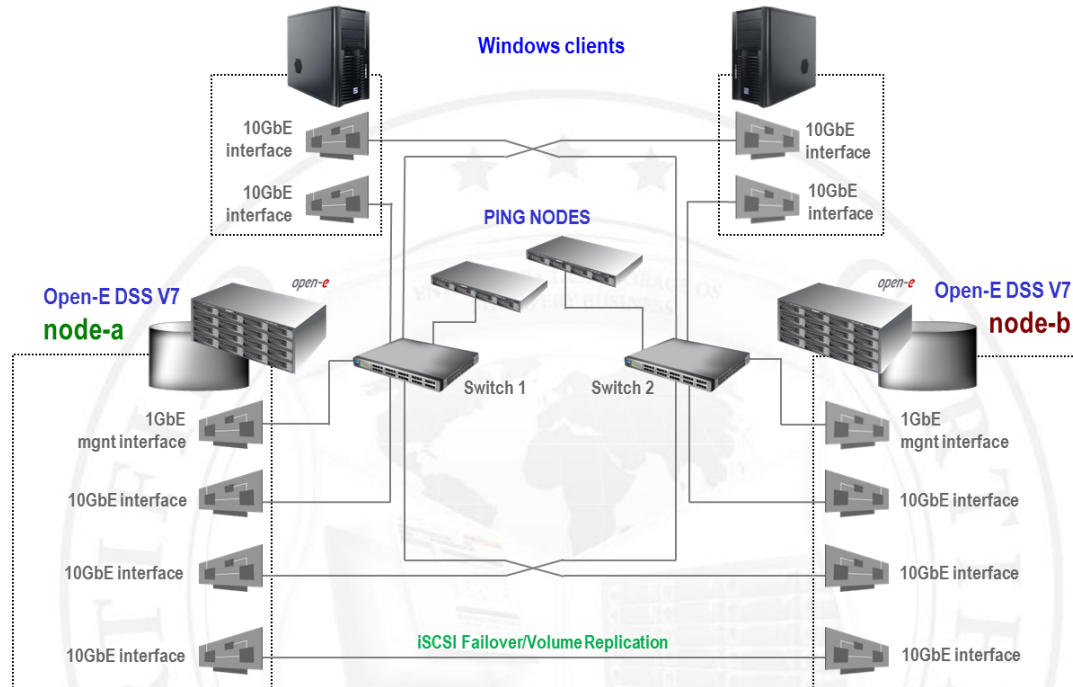 Windows clients
10GbE
interface
10GbE
interface
10GbE
interface
10GbE
interface
PING NODES
open-e
open-e
Open-E DSS V7
node-a
Open-E DSS V7
node-b
Switch 1
Switch 2
1GbE
mgnt interface
1GbE
mgnt interface
10GbE interface
10GbE interface
10GbE interface
10GbE interface
iSCSI Failover/Volume Replication
10GbE interface
10GbE interface